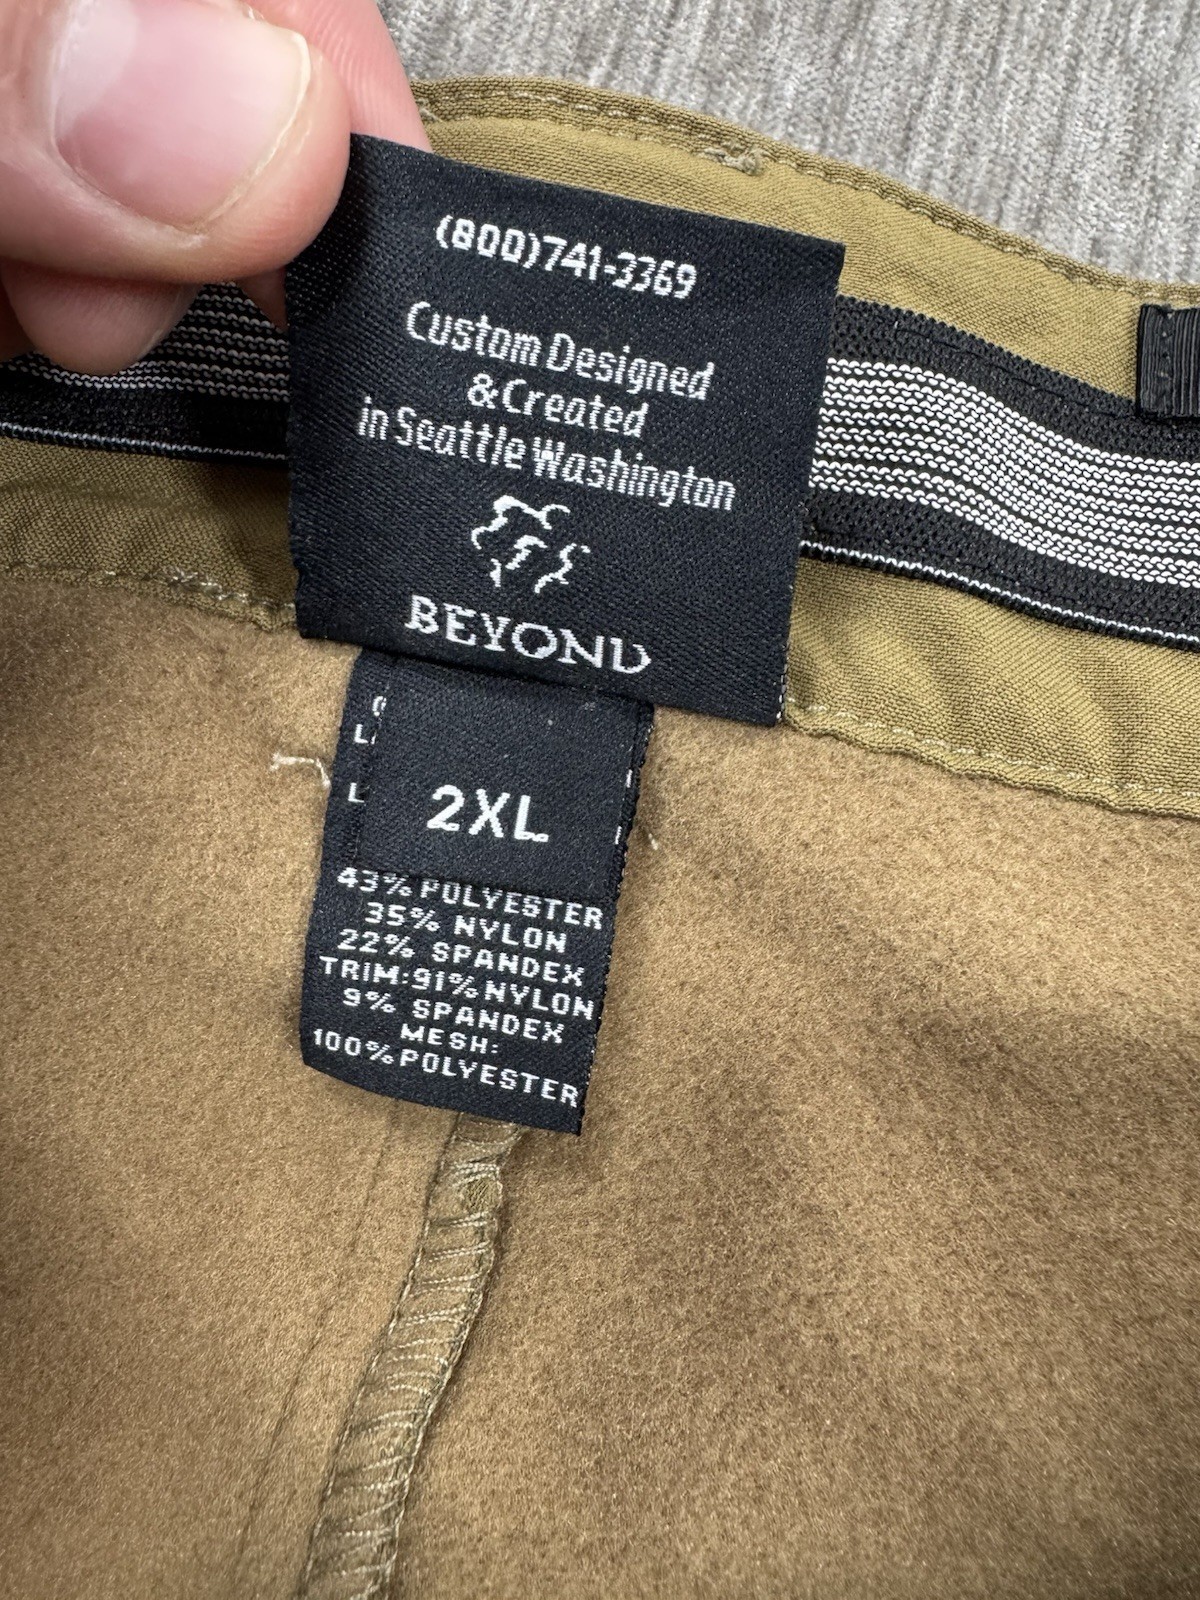 (800)741-3369
Custom Designed
&Created
in Seattle Washington
BEYOND
2XL
43% POLYESTER
35% NYLON
22% SPANDEX
TRIM:91% NYLON
9% SPANDEX
MESH:
100% POLYESTER